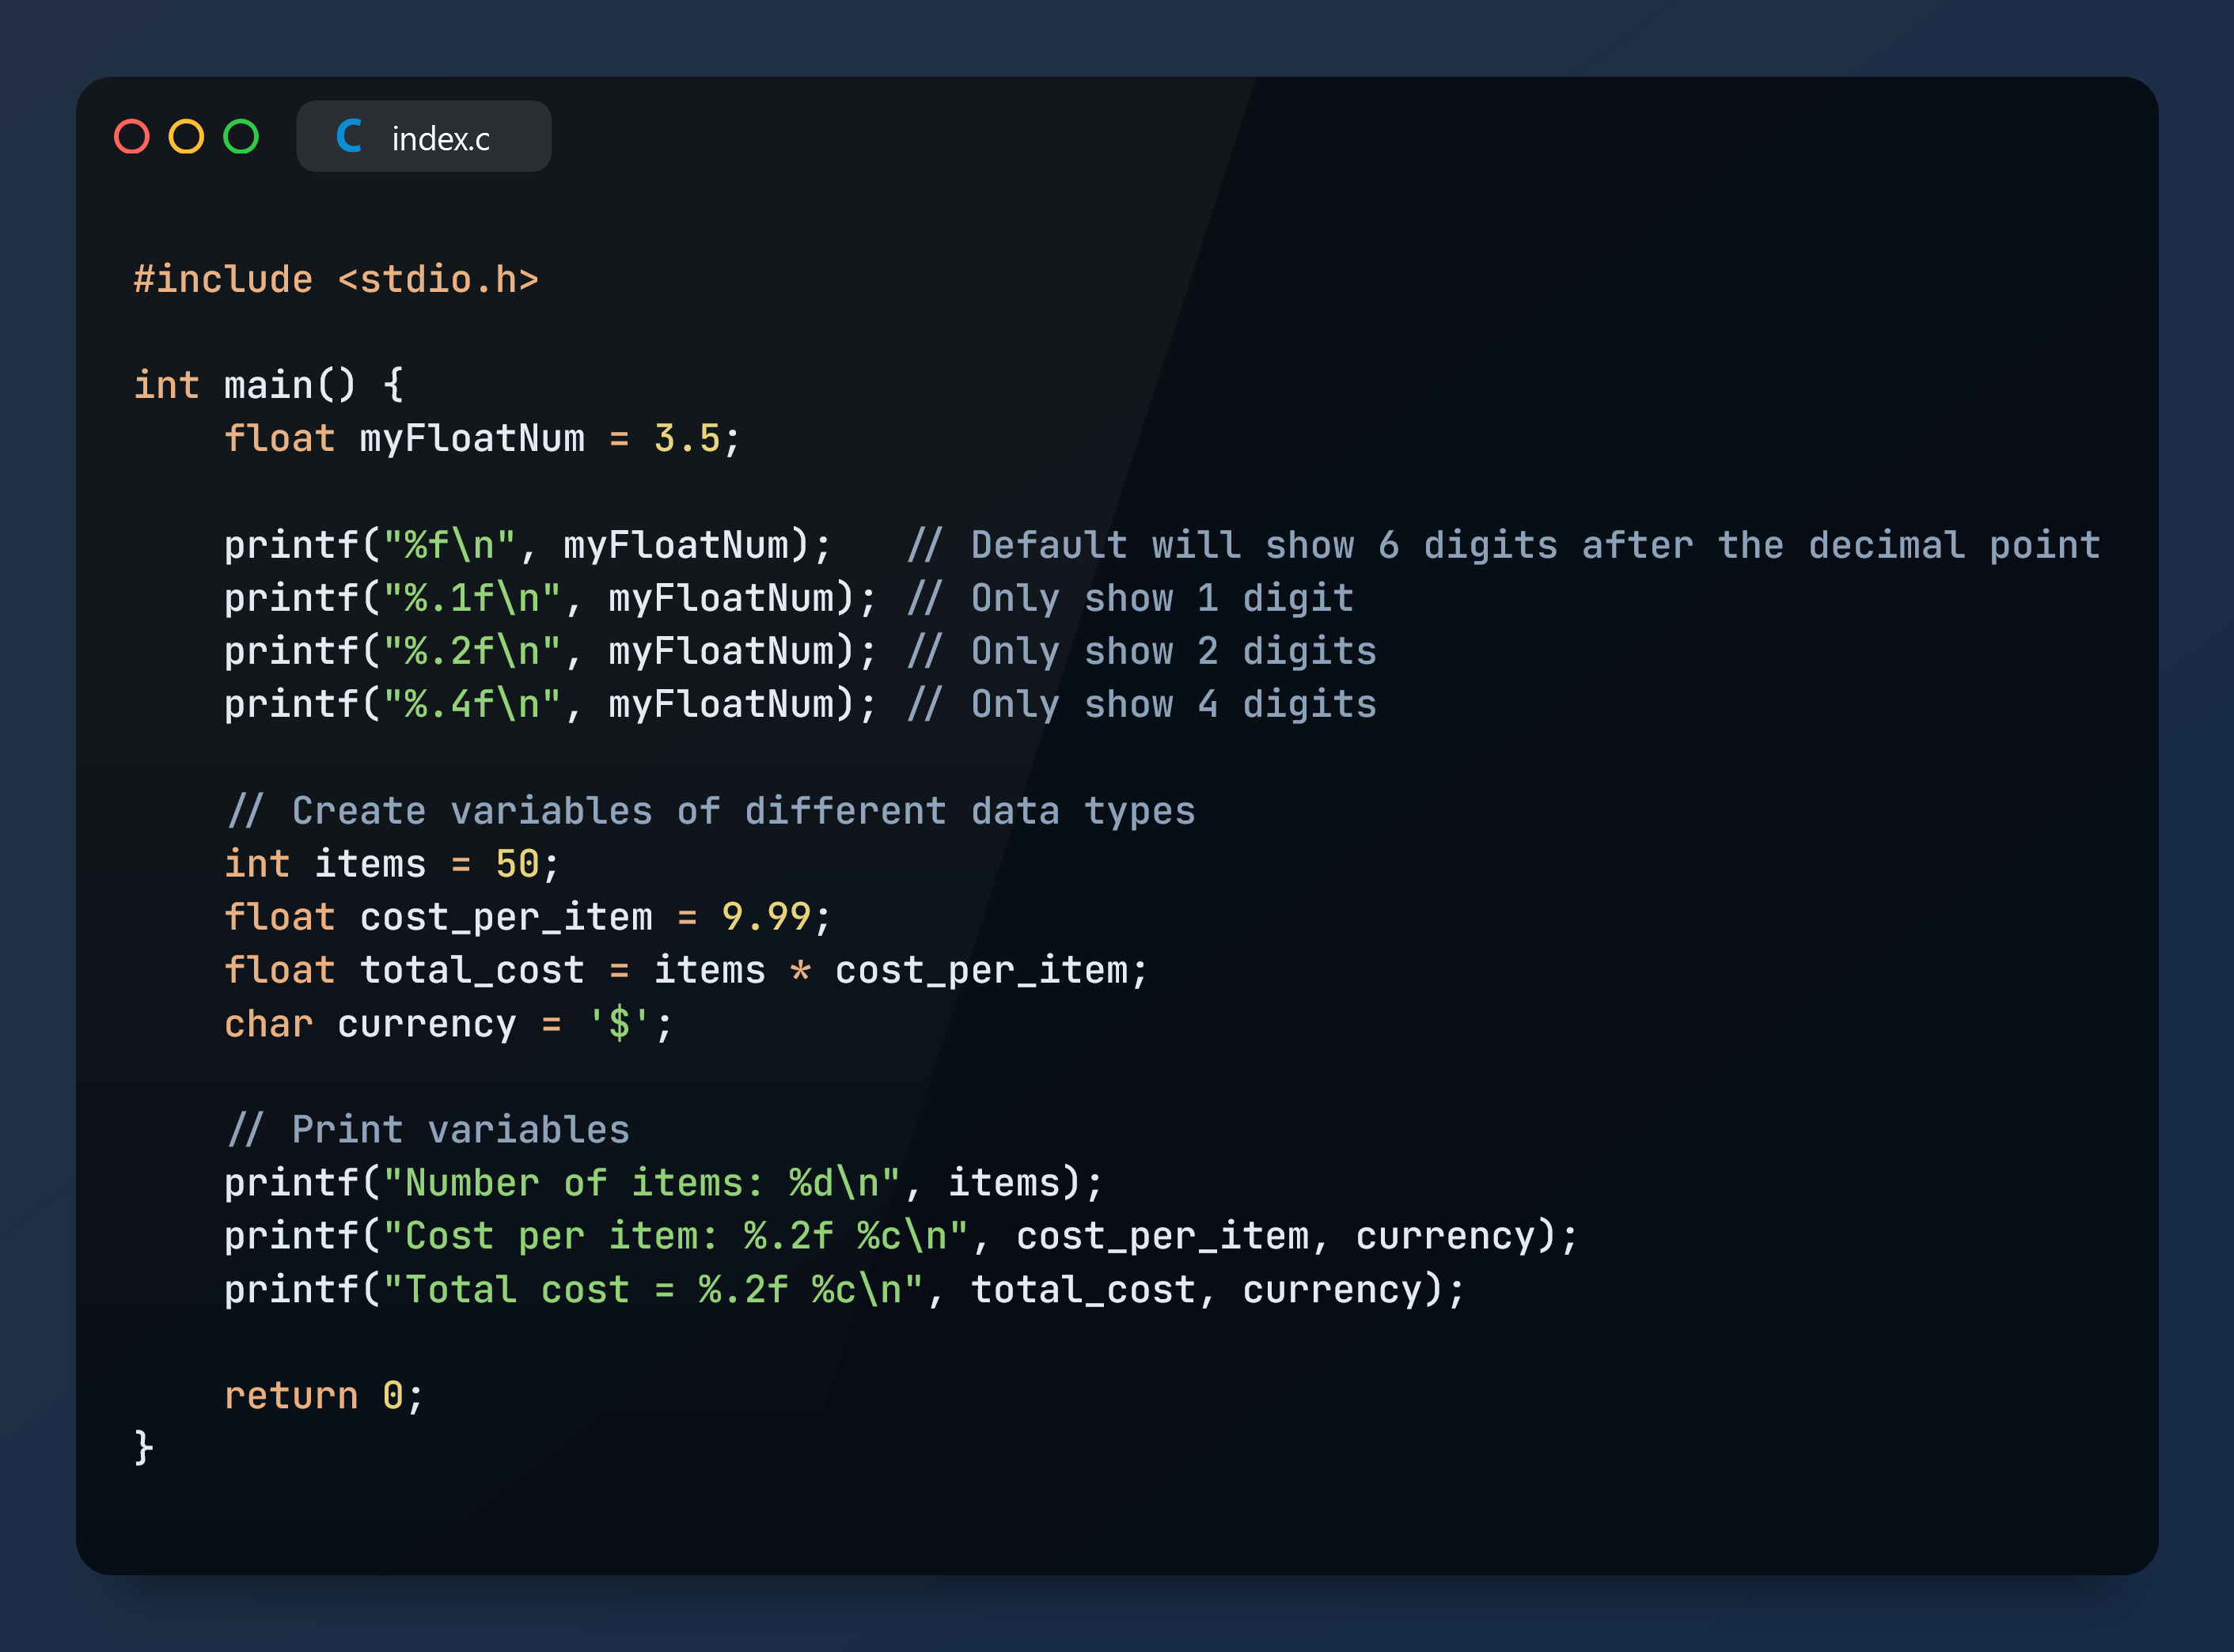 index.c
#include <stdio.h>
int main() {
    float myFloatNum = 3.5;
    printf("%f\n", myFloatNum);   // Default will show 6 digits after the decimal point
    printf("%.1f\n", myFloatNum); // Only show 1 digit
    printf("%.2f\n", myFloatNum); // Only show 2 digits
    printf("%.4f\n", myFloatNum); // Only show 4 digits
    // Create variables of different data types
    int items = 50;
    float cost_per_item = 9.99;
    float total_cost = items * cost_per_item;
    char currency = '$';
    // Print variables
    printf("Number of items: %d\n", items);
    printf("Cost per item: %.2f %c\n", cost_per_item, currency);
    printf("Total cost = %.2f %c\n", total_cost, currency);
    return 0;
}